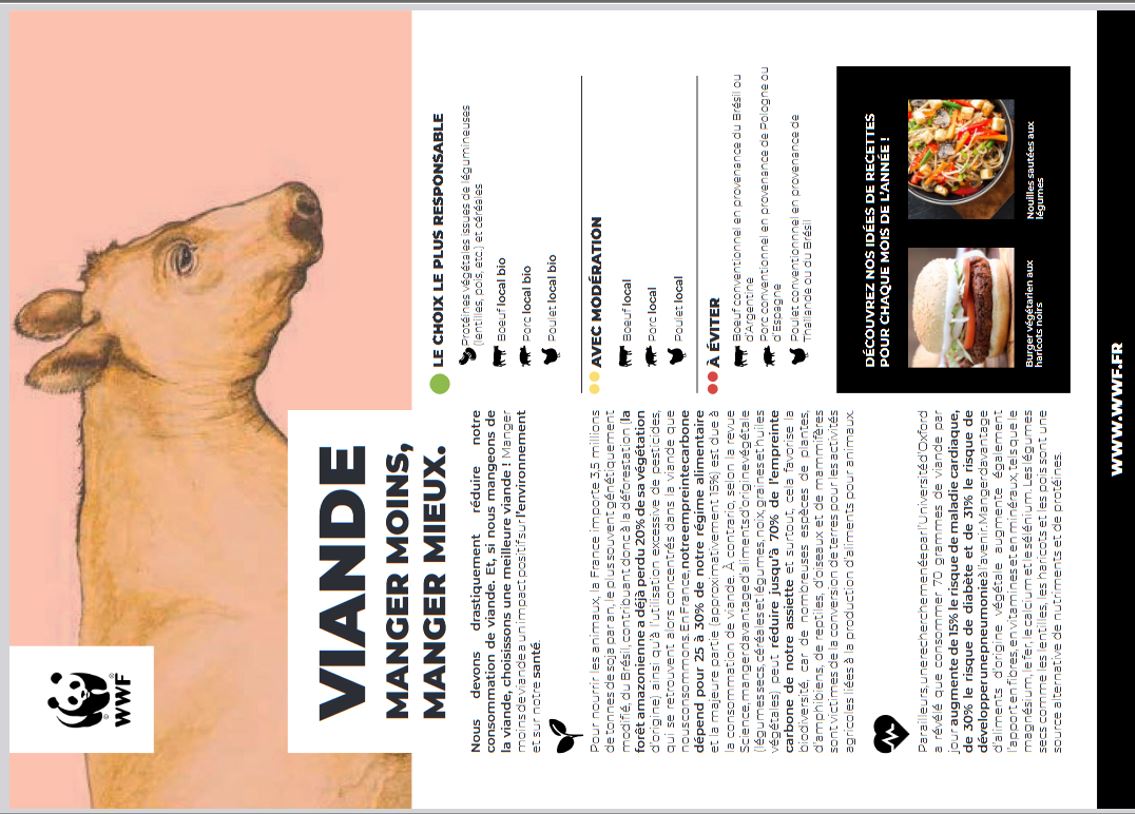 WWF
VIANDE
MANGER MOINS,
MANGER MIEUX.
Nous devons drastiquement réduire notre
consommation de viande. Et, si nous mangeons de
la viande, choisissons une meilleure viande ! Manger
moins de viande a un impact positif sur l'environnement
et sur notre santé.
Pour nourrir les animaux, la France importe 3,5 millions
de tonnes de soja par an, le plus souvent génétiquement
modifié, du Brésil, contribuant donc à la déforestation (la
forêt amazonienne a déjà perdu 20% de sa végétation
d'origine) ainsi qu'à l'utilisation excessive de pesticides,
qui se retrouvent alors concentrés dans la viande que
nous consommons. En France, notre empreinte carbone
dépend pour 25 à 30% de notre régime alimentaire
et la majeure partie (approximativement 15%) est due à
la consommation de viande. À contrario, selon la revue
Science, manger davantage d'aliments d'origine végétale
(légumes secs, céréales et légumes, noix, graines et huiles
végétales) peut réduire jusqu'à 70% de l'empreinte
carbone de notre assiette et surtout, cela favorise la
biodiversité, car de nombreuses espèces de plantes,
d'amphibiens, de reptiles, d'oiseaux et de mammifères
sont victimes de la conversion de terres pour les activités
agricoles liées à la production d'aliments pour animaux.
Par ailleurs, une recherche menée par l'Université d'Oxford
a révélé que consommer 70 grammes de viande par
jour augmente de 15% le risque de maladie cardiaque,
de 30% le risque de diabète et de 31% le risque de
développer une pneumonie à l'avenir. Manger davantage
d'aliments d'origine végétale augmente également
l'apport en fibres, en vitamines et en minéraux, tels que le
magnésium, le fer, le calcium et le sélénium. Les légumes
secs comme les lentilles, les haricots et les pois sont une
source alternative de nutriments et de protéines.
LE CHOIX LE PLUS RESPONSABLE
Protéines végétales issues de légumineuses
(lentilles, pois, etc.) et céréales
Boeuf local bio
Porc local bio
Poulet local bio
AVEC MODÉRATION
Boeuf local
Porc local
Poulet local
À ÉVITER
Boeuf conventionnel en provenance du Brésil ou
d'Argentine
Porc conventionnel en provenance de Pologne ou
d'Espagne
Poulet conventionnnel en provenance de
Thaïlande ou du Brésil
DÉCOUVREZ NOS IDÉES DE RECETTES
POUR CHAQUE MOIS DE L'ANNÉE !
Burger végétarien aux
haricots noirs
Nouilles sautées aux
légumes
WWW.WWF.FR